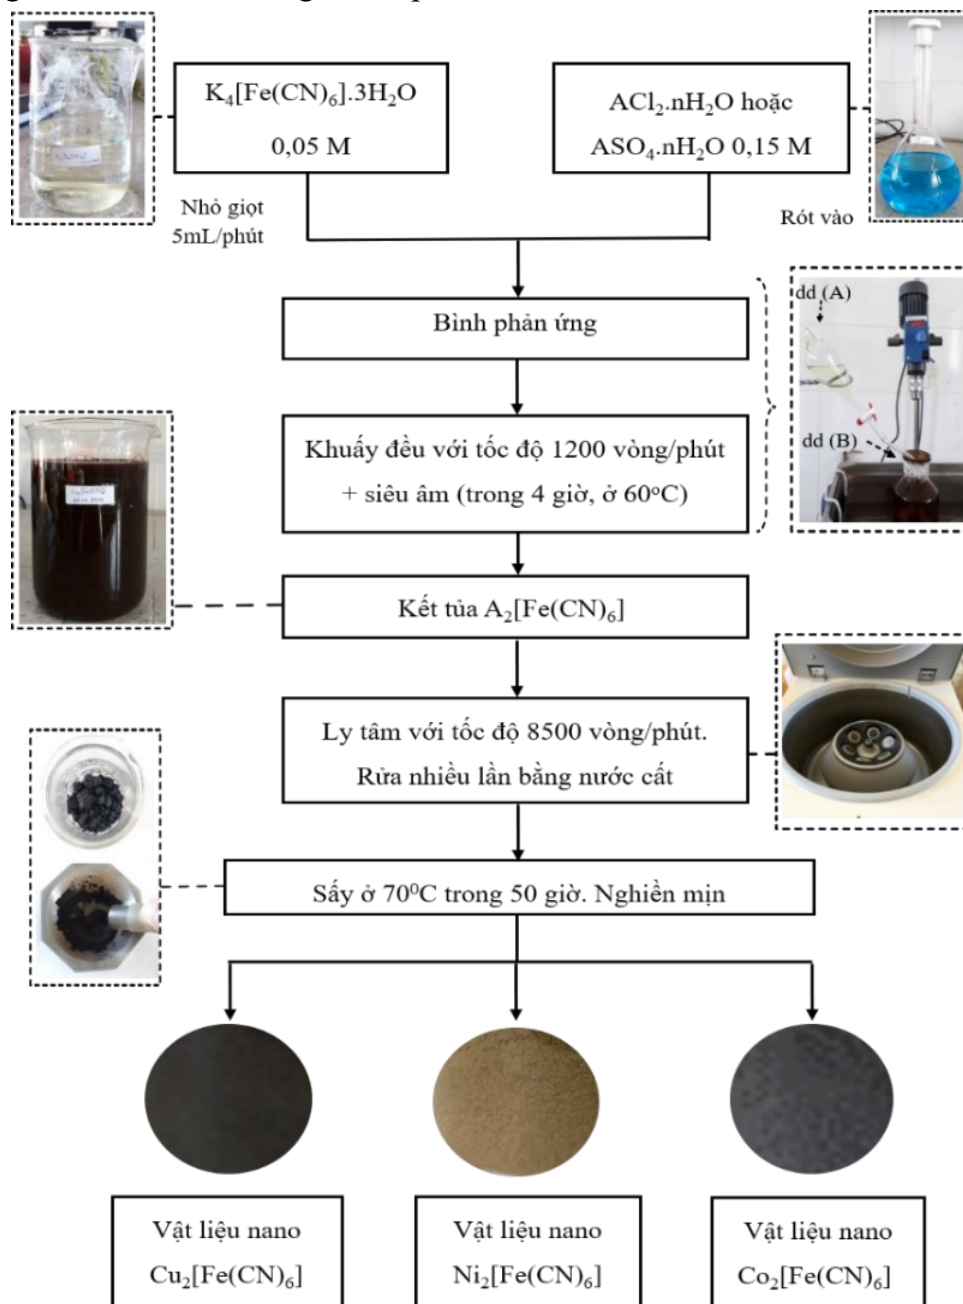 K₄[Fe(CN)₆].3H₂O
0,05 M
ACl₂.nH₂O hoặc
ASO₄.nH₂O 0,15 M
Nhỏ giọt
5mL/phút
Rót vào
Bình phản ứng
dd (A)
dd (B)
Khuấy đều với tốc độ 1200 vòng/phút
+ siêu âm (trong 4 giờ, ở 60ᵒC)
Kết tủa A₂[Fe(CN)₆]
Ly tâm với tốc độ 8500 vòng/phút.
Rửa nhiều lần bằng nước cất
Sấy ở 70⁰C trong 50 giờ. Nghiền mịn
Vật liệu nano
Cu₂[Fe(CN)₆]
Vật liệu nano
Ni₂[Fe(CN)₆]
Vật liệu nano
Co₂[Fe(CN)₆]